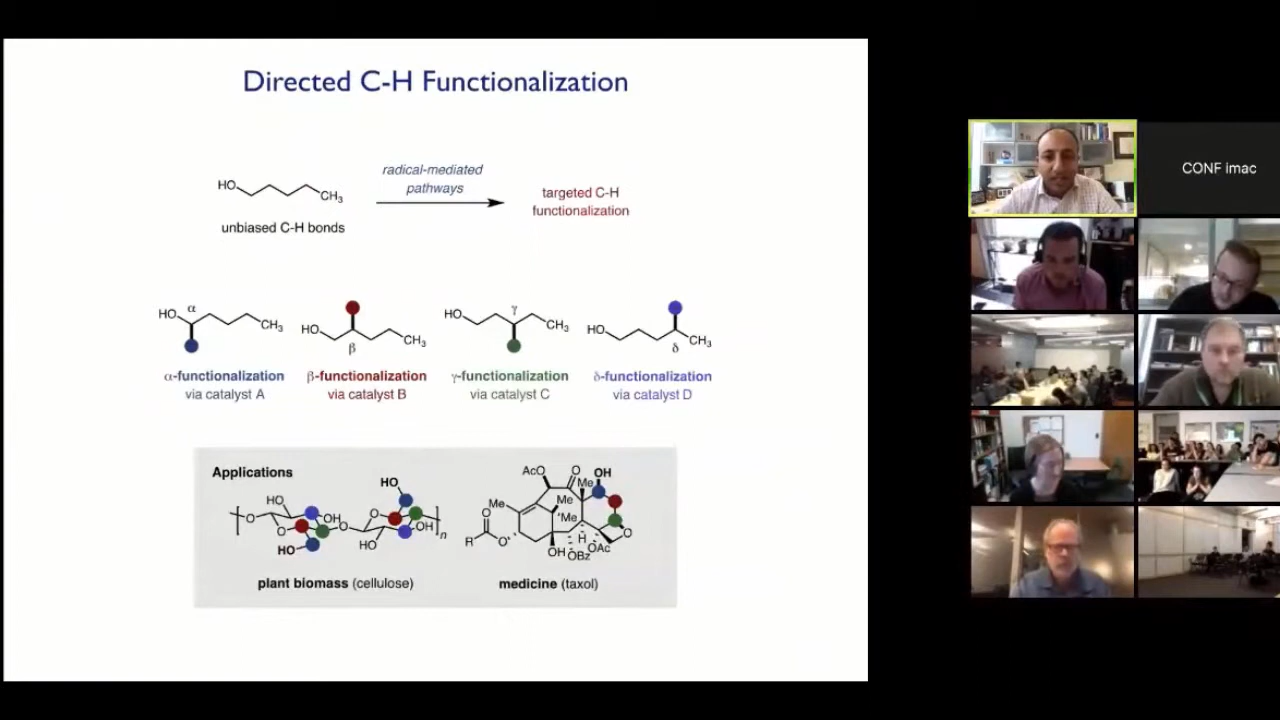 Directed C-H Functionalization
HO
CH3
unbiased C-H bonds
radical-mediated
pathways
targeted C-H
functionalization
HO
α
CH3
α-functionalization
via catalyst A
HO
β
CH3
β-functionalization
via catalyst B
HO
γ
CH3
γ-functionalization
via catalyst C
HO
δ
CH3
δ-functionalization
via catalyst D
Applications
HO
O
O
OH
HO
O
HO
O
HO
OH
n
plant biomass (cellulose)
AcO
O
OH
Me
Me
Me
'Me
O
R
O
OH
H
OBz
OAc
O
medicine (taxol)
CONF imac